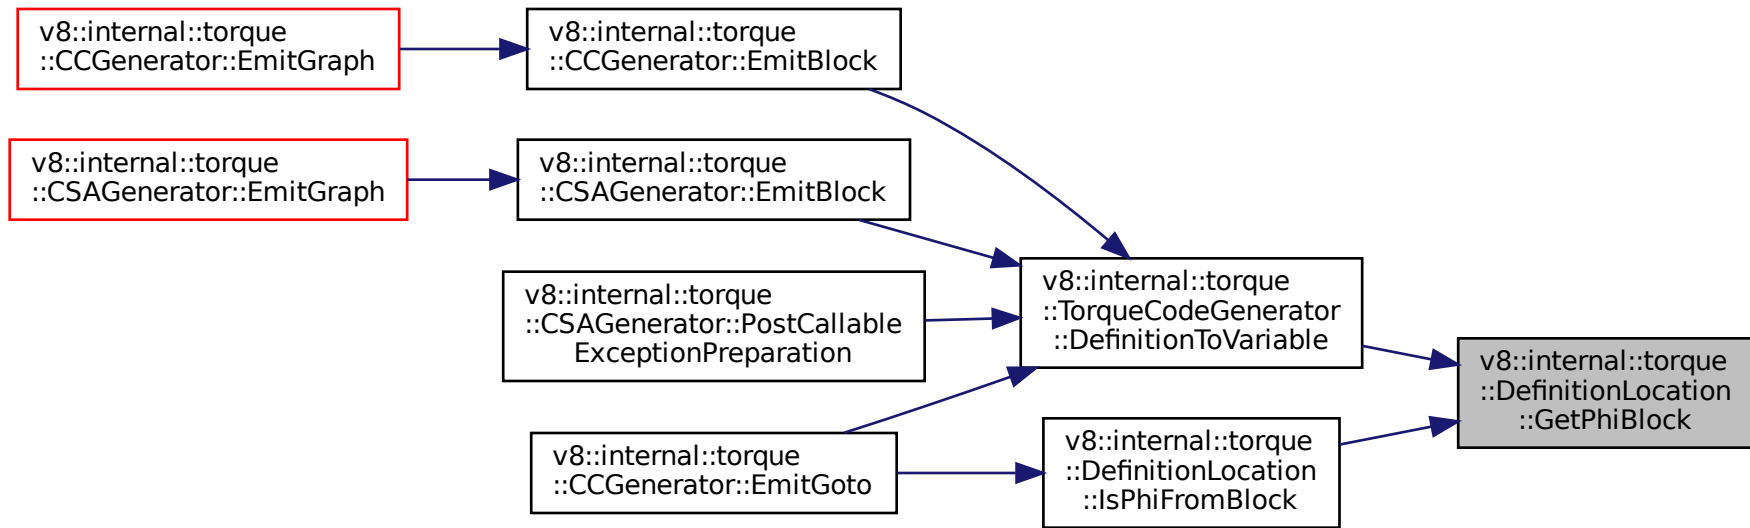 v8::internal::torque
::CCGenerator::EmitGraph
v8::internal::torque
::CCGenerator::EmitBlock
v8::internal::torque
::CSAGenerator::EmitGraph
v8::internal::torque
::CSAGenerator::EmitBlock
v8::internal::torque
::CSAGenerator::PostCallable
ExceptionPreparation
v8::internal::torque
::TorqueCodeGenerator
::DefinitionToVariable
v8::internal::torque
::DefinitionLocation
::GetPhiBlock
v8::internal::torque
::CCGenerator::EmitGoto
v8::internal::torque
::DefinitionLocation
::IsPhiFromBlock